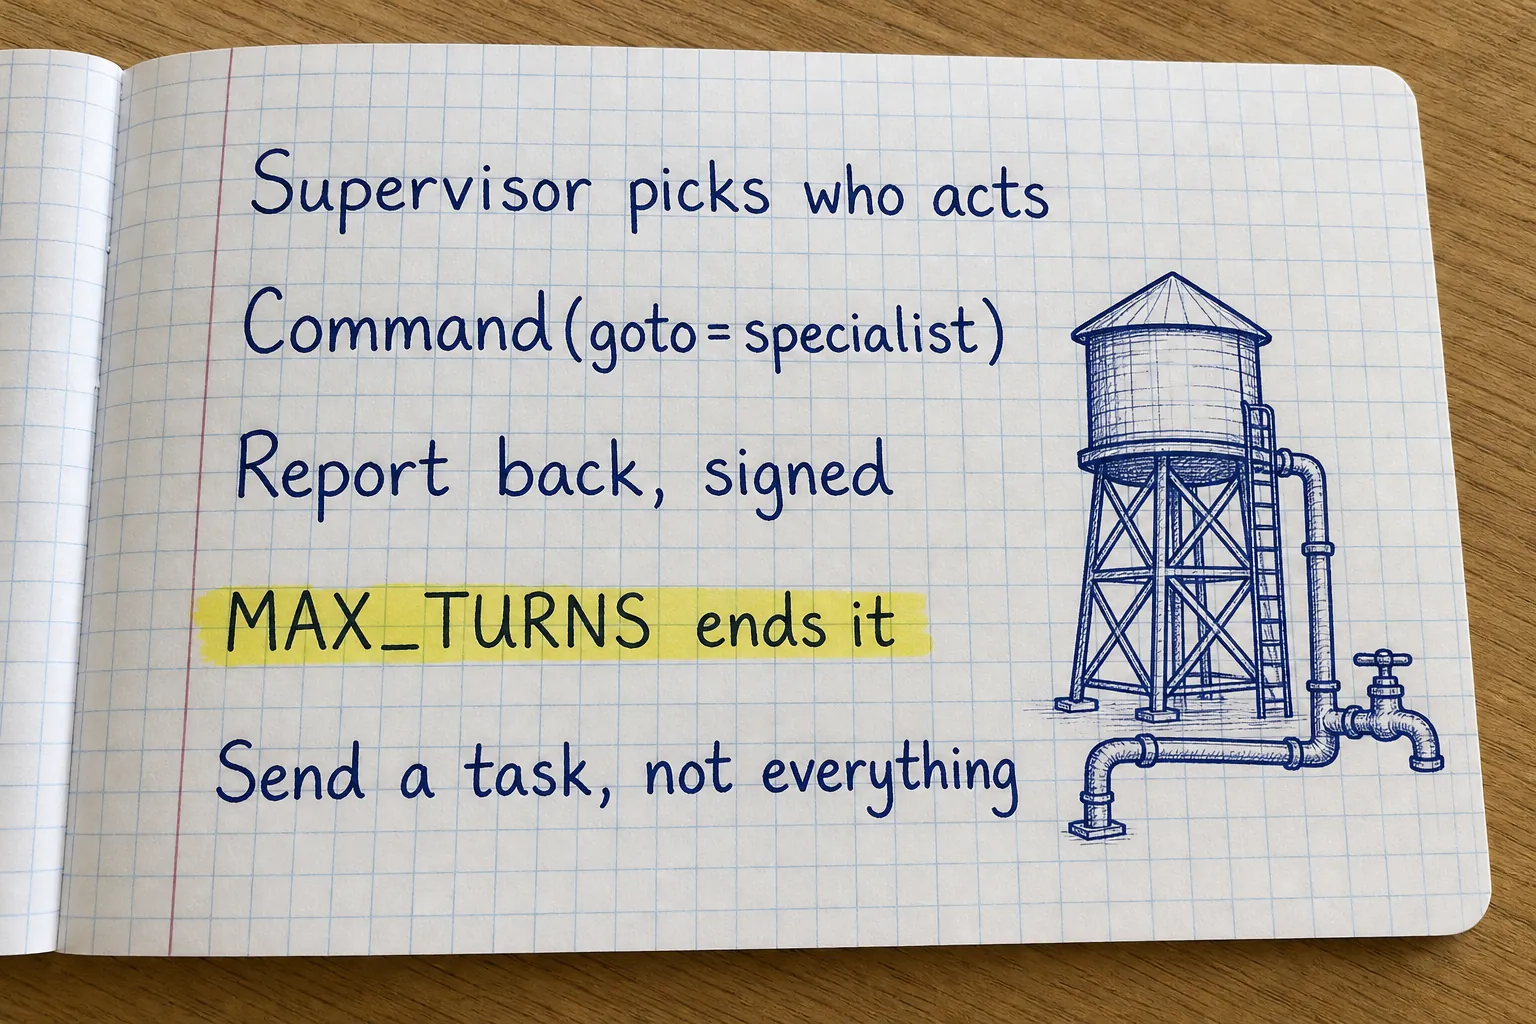 Supervisor picks who acts
Command(goto=specialist)
Report back, signed
MAX_TURNS ends it
Send a task, not everything